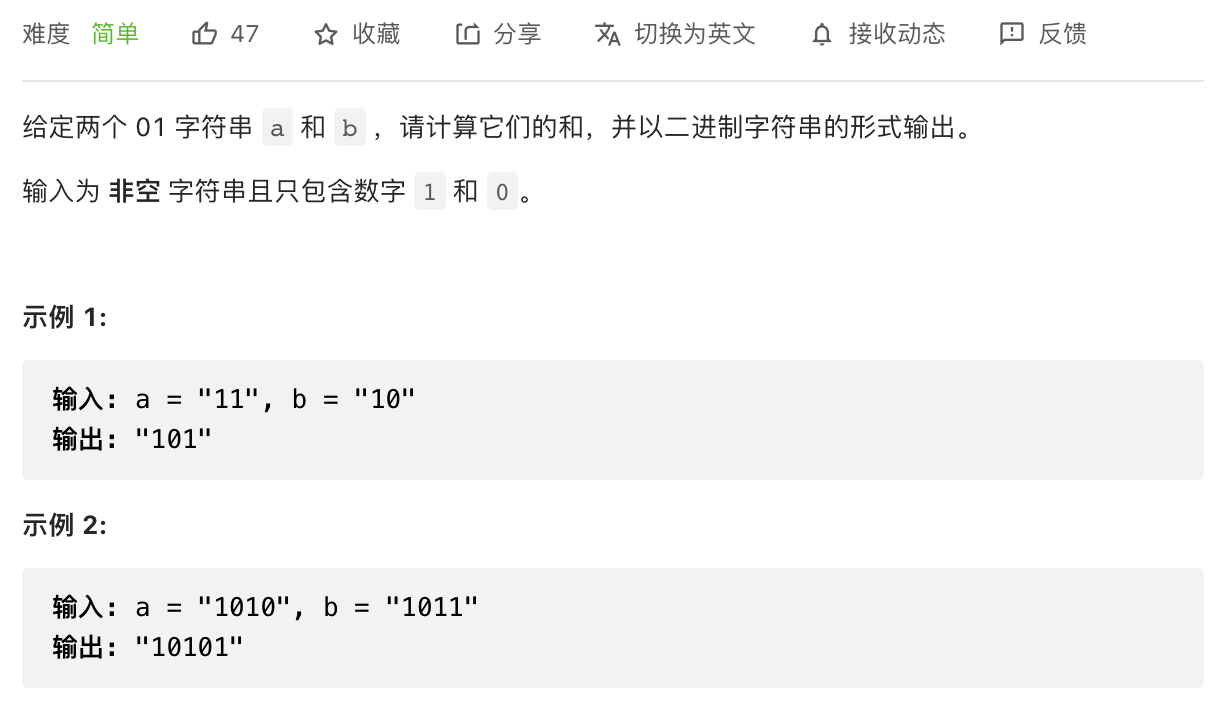 难度 简单 47 收藏 分享 切换为英文 接收动态 反馈
给定两个 01 字符串 a 和 b ，请计算它们的和，并以二进制字符串的形式输出。
输入为 非空 字符串且只包含数字 1 和 0。
示例 1:
输入: a = "11", b = "10"
输出: "101"
示例 2:
输入: a = "1010", b = "1011"
输出: "10101"